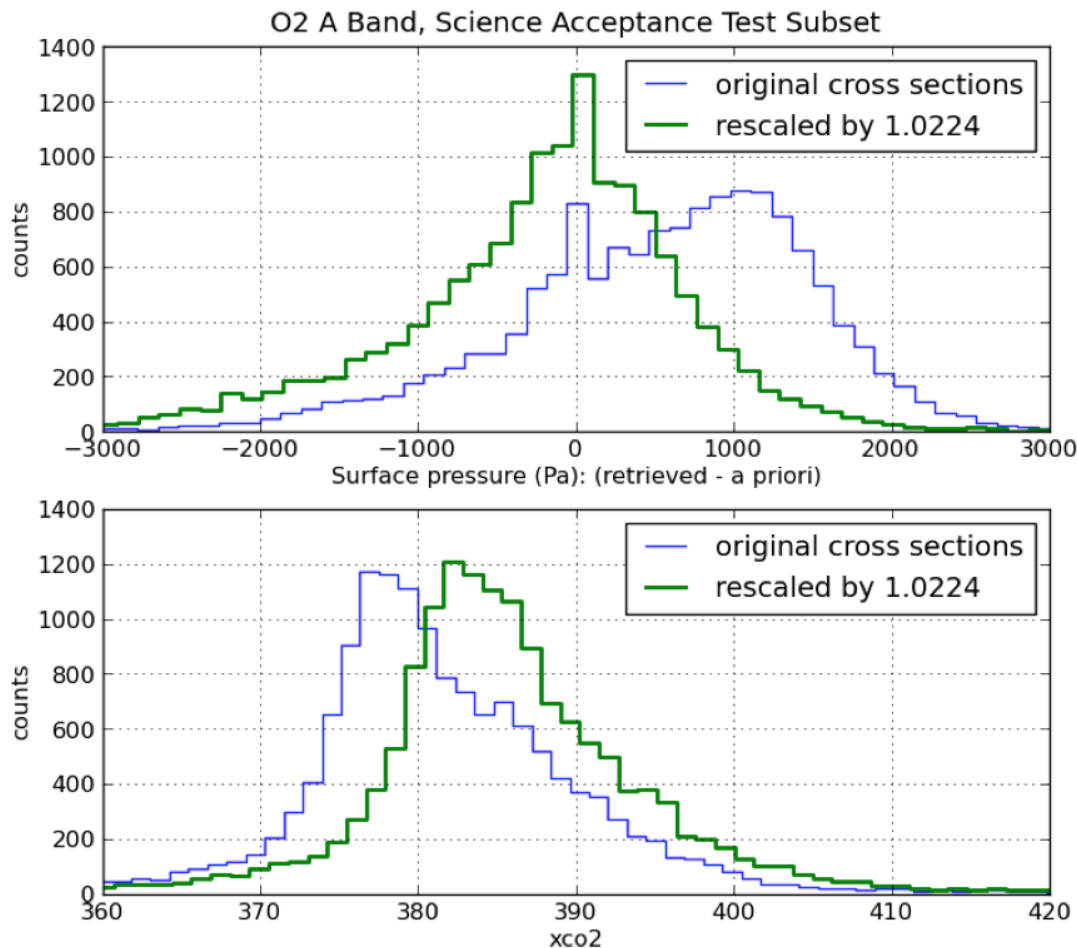 O2 A Band, Science Acceptance Test Subset
1400
1200
1000
800
600
400
200
0
counts
original cross sections
rescaled by 1.0224
−3000 −2000 −1000 0 1000 2000 3000
Surface pressure (Pa): (retrieved - a priori)
1400
1200
1000
800
600
400
200
0
counts
original cross sections
rescaled by 1.0224
360 370 380 390 400 410 420
xco2